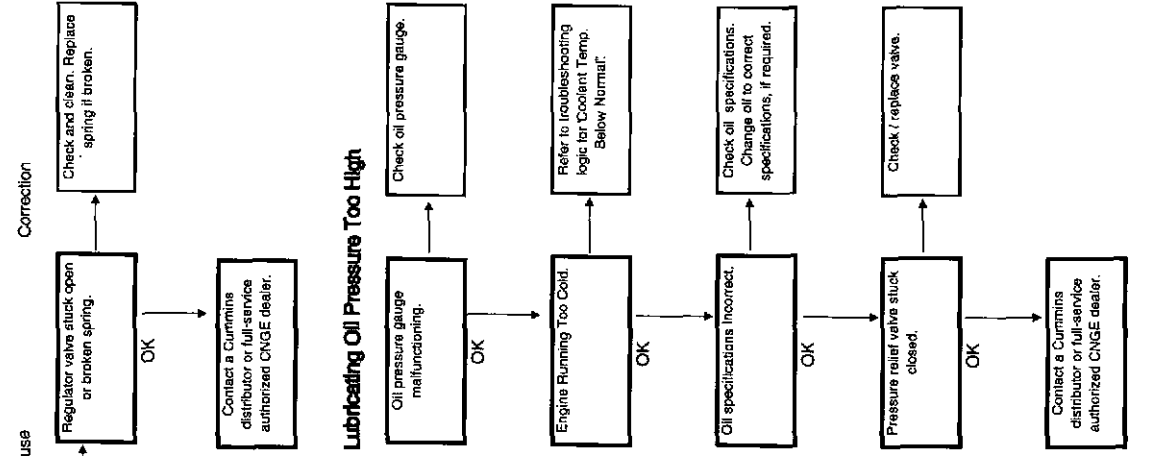 use
Correction
Regulator valve stuck open
or broken spring.
Check and clean. Replace
spring if broken.
OK
Contact a Cummins
distributor or full-service
authorized CNGE dealer.
Lubricating Oil Pressure Too High
Oil pressure gauge
malfunctioning.
Check oil pressure gauge.
OK
Engine Running Too Cold.
Refer to troubleshooting
logic for "Coolant Temp.
Below Normal".
OK
Oil specifications Incorrect.
Check oil specifications.
Change oil to correct
specifications, if required.
OK
Pressure relief valve stuck
closed.
Check / replace valve.
OK
Contact a Cummins
distributor or full-service
authorized CNGE dealer.